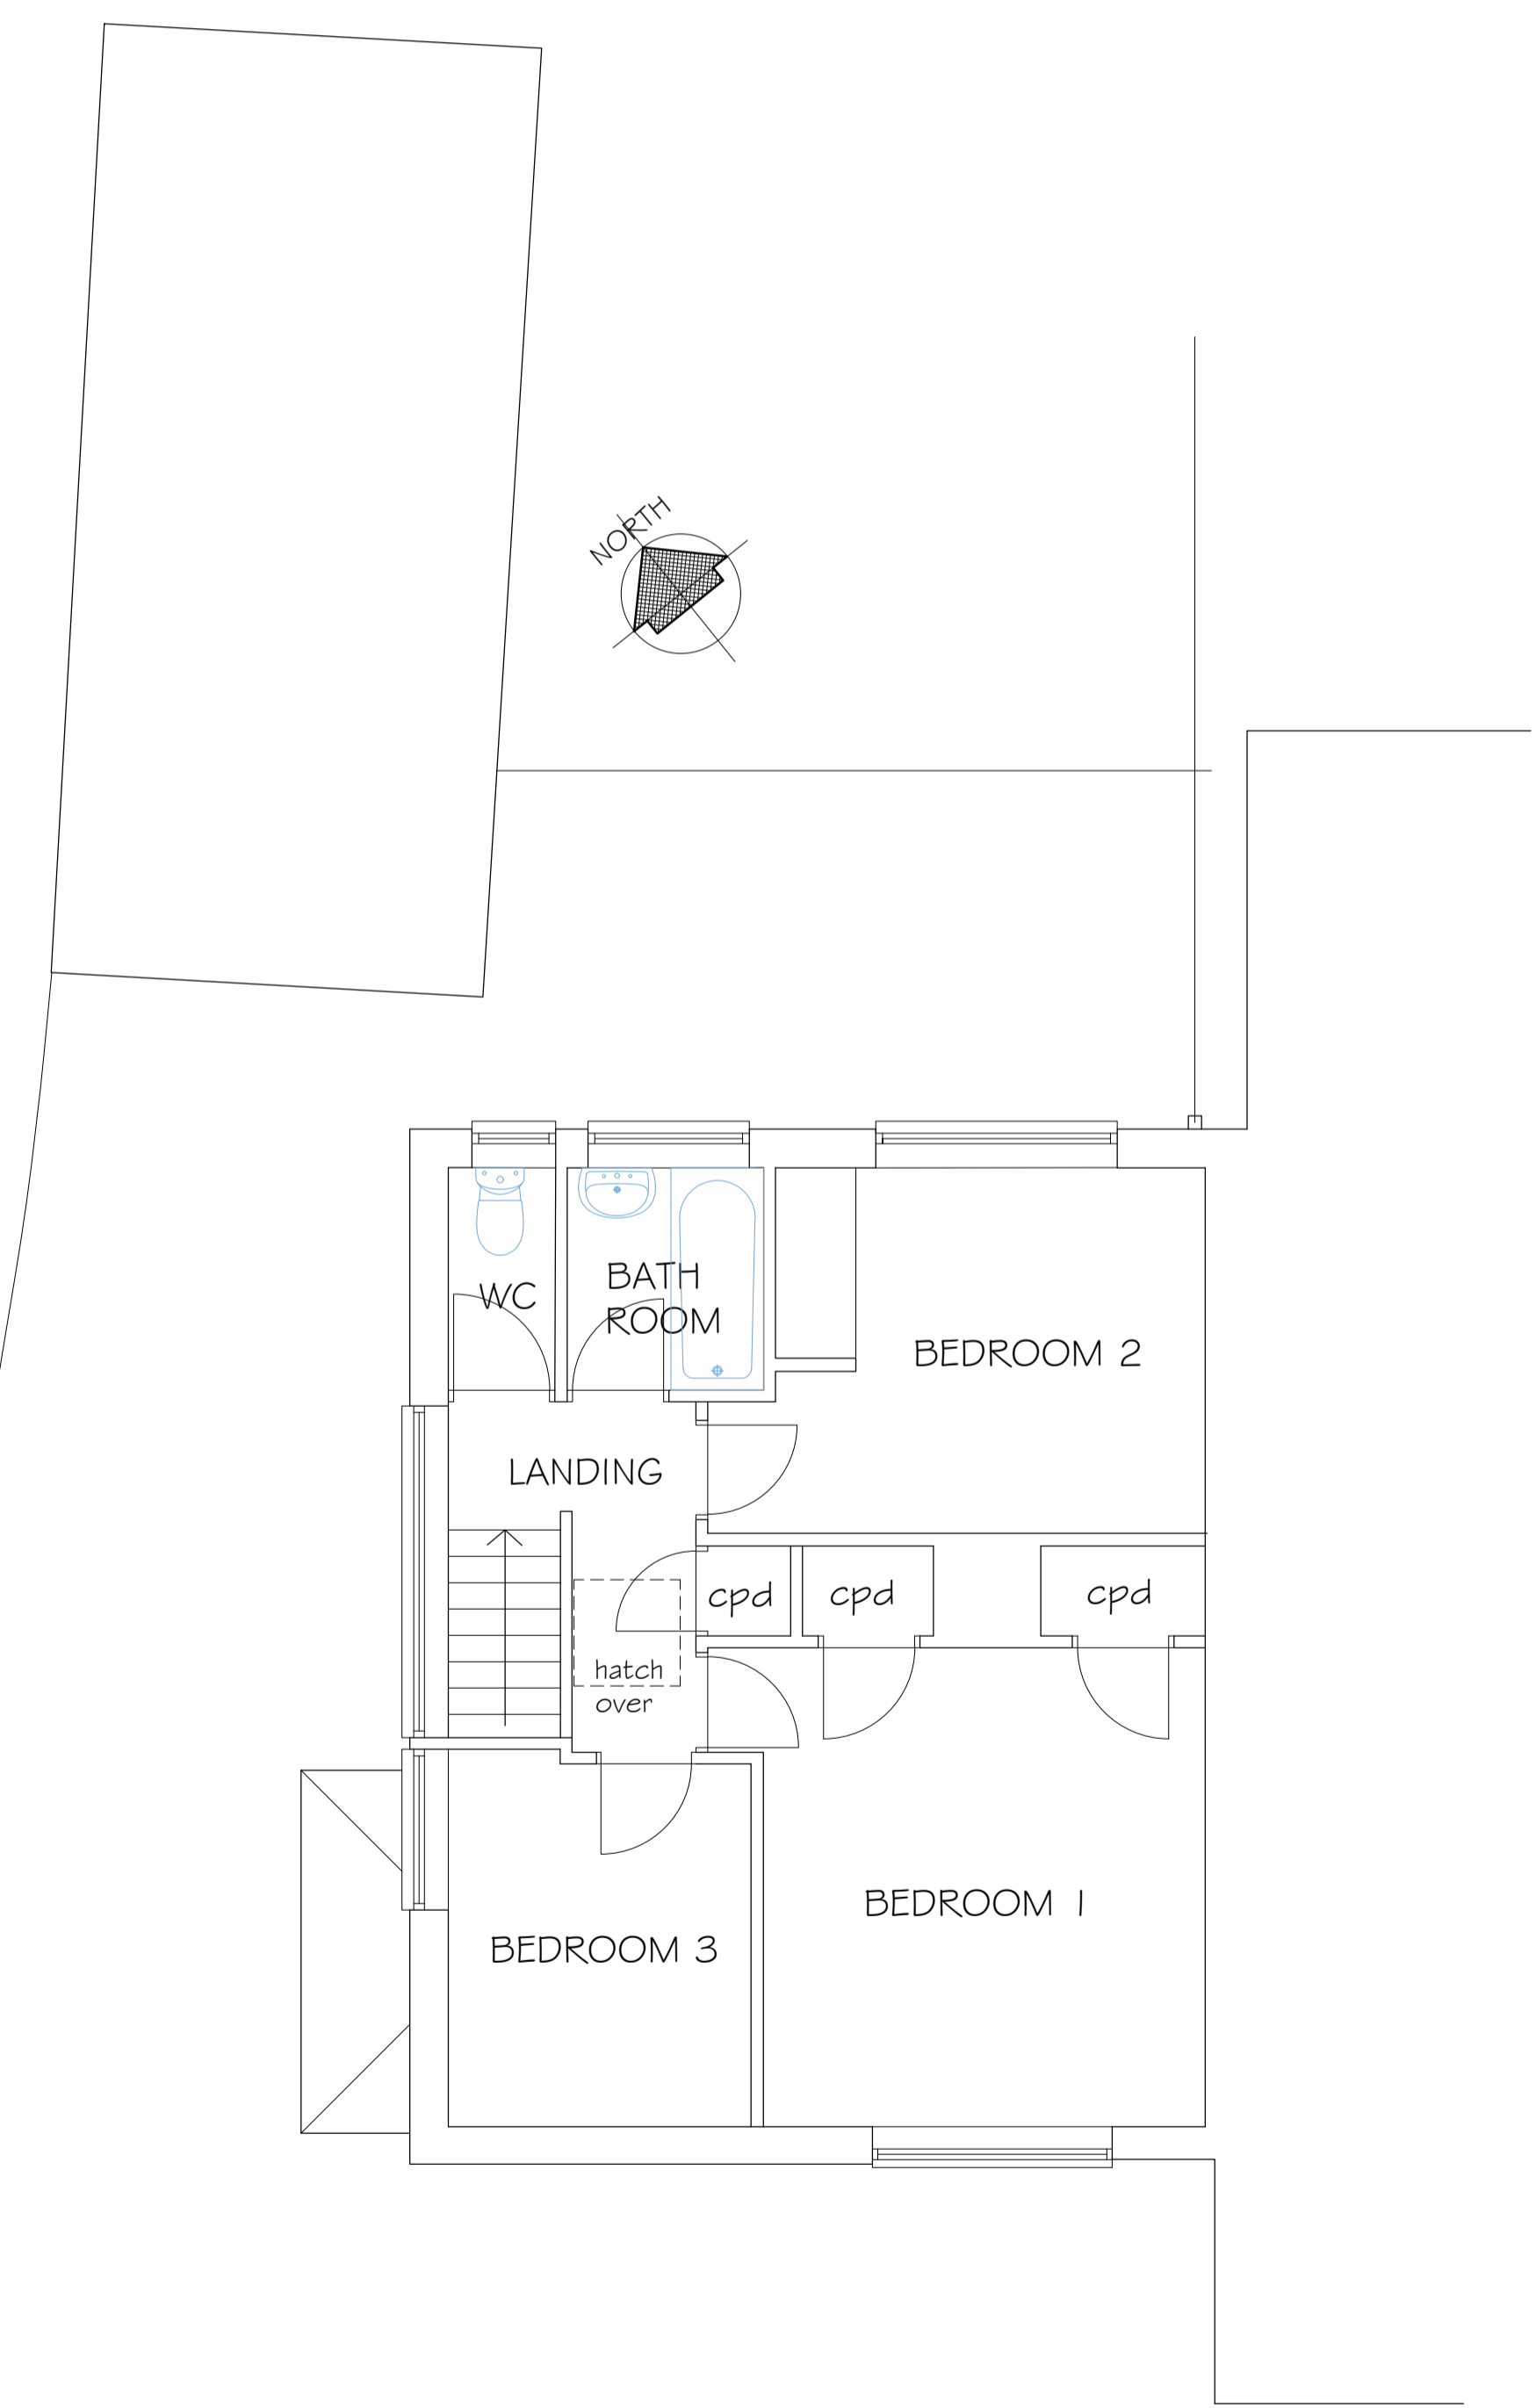 NORTH
WC
BATH
ROOM
BEDROOM 2
LANDING
cpd
cpd
cpd
hatch
over
BEDROOM 1
BEDROOM 3